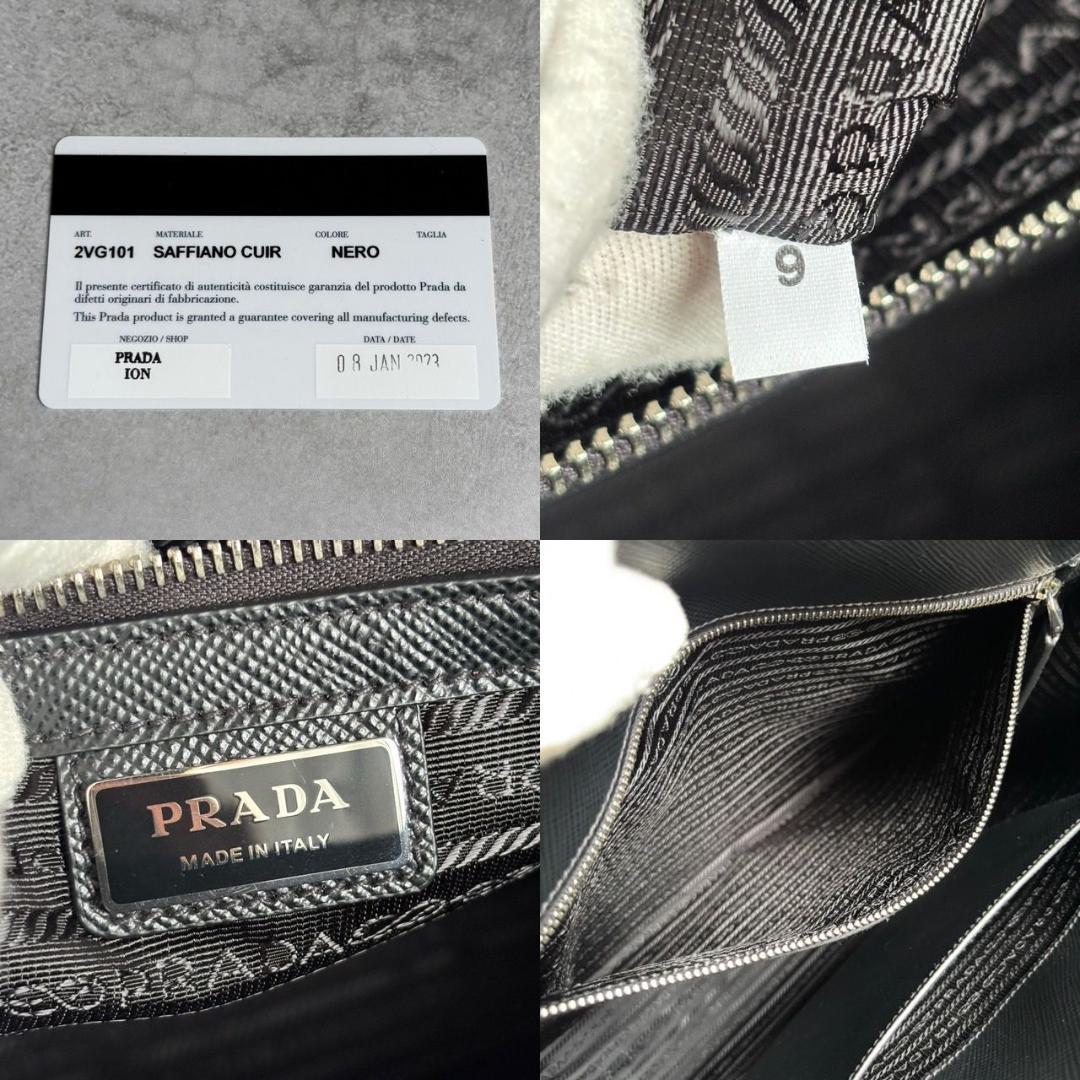 ART. MATERIALE COLORE TAGLIA
2VG101 SAFFIANO CUIR NERO
Il presente certificato di autenticità costituisce garanzia del prodotto Prada da
difetti originari di fabbricazione.
This Prada product is granted a guarantee covering all manufacturing defects.
NEGOZIO / SHOP DATA / DATE
PRADA
ION
08 JAN 2023
9
PRADA
MADE IN ITALY